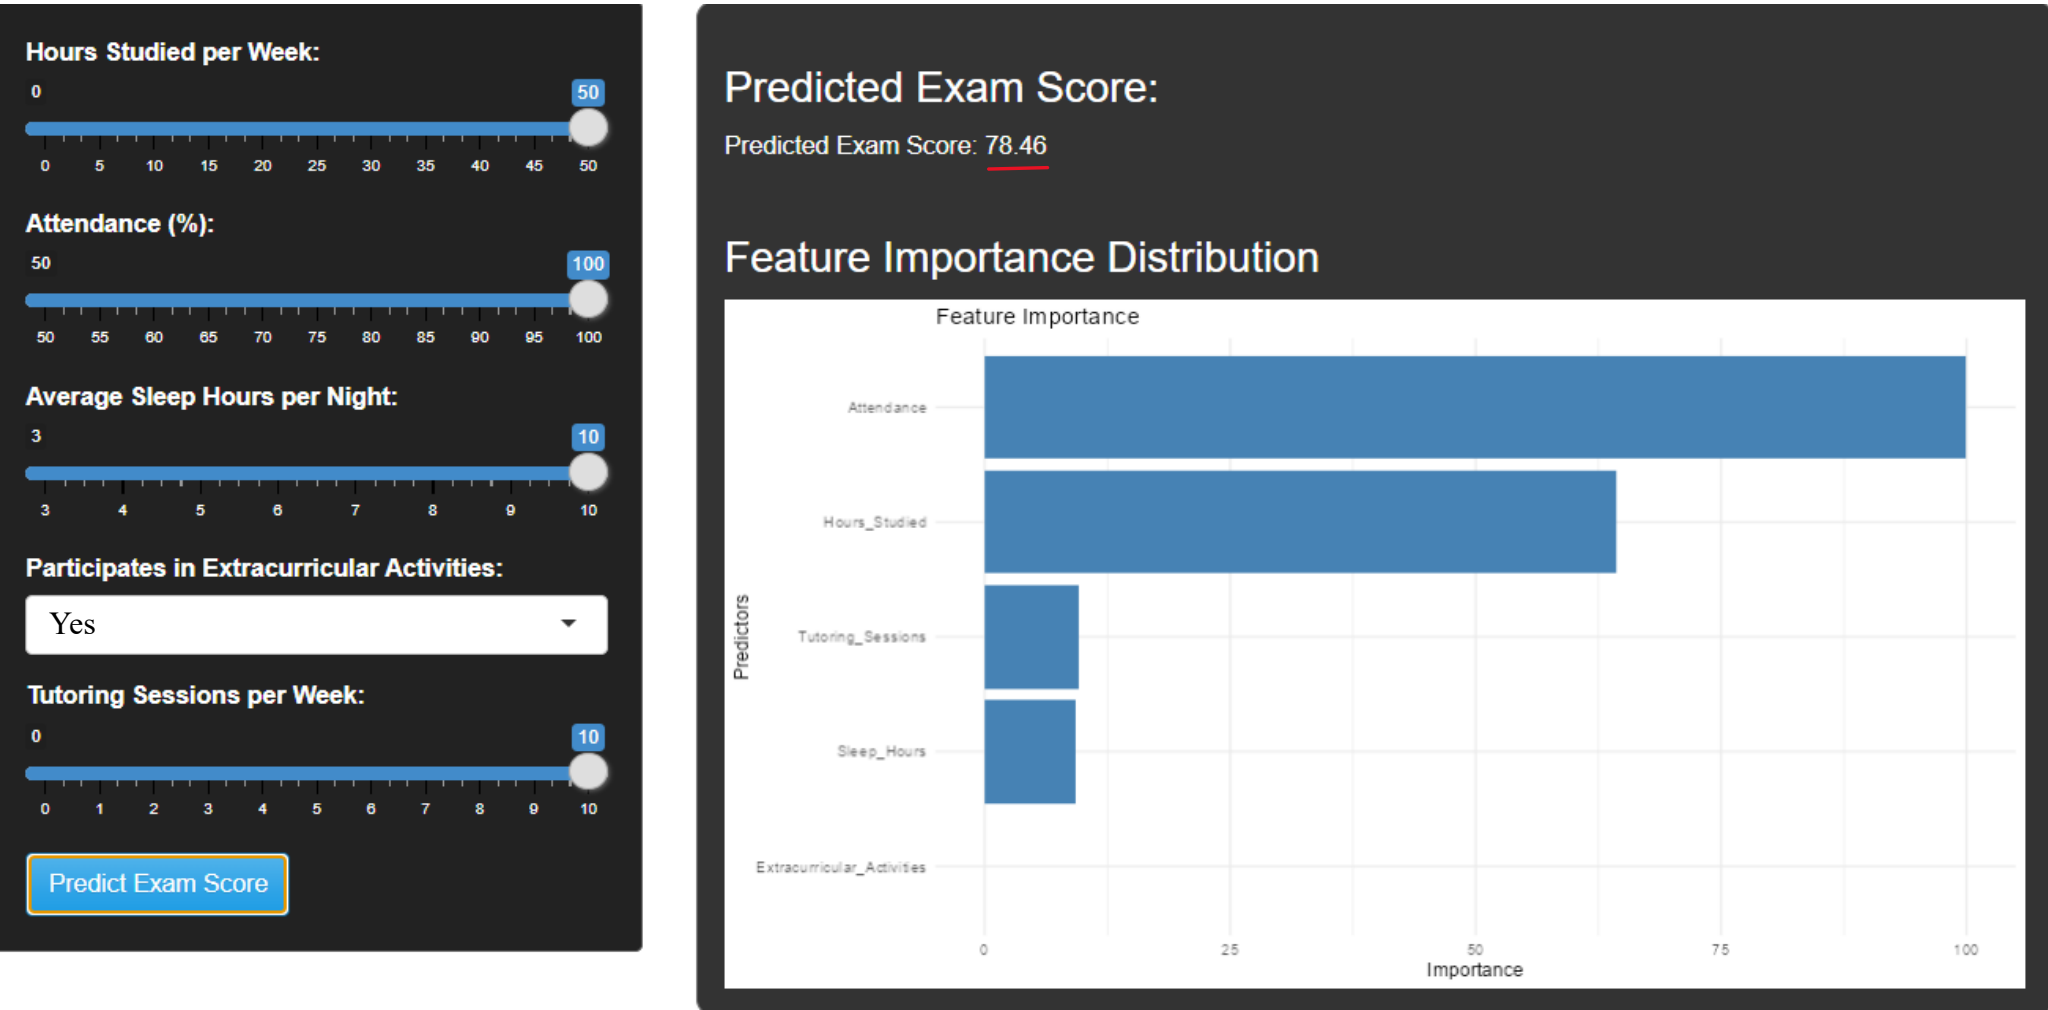 Hours Studied per Week:
0 50
0 5 10 15 20 25 30 35 40 45 50
Attendance (%):
50 100
50 55 60 65 70 75 80 85 90 95 100
Average Sleep Hours per Night:
3 10
3 4 5 6 7 8 9 10
Participates in Extracurricular Activities:
Yes
Tutoring Sessions per Week:
0 10
0 1 2 3 4 5 6 7 8 9 10
Predict Exam Score
Predicted Exam Score:
Predicted Exam Score: 78.46
Feature Importance Distribution
Feature Importance
Predictors
Attendance
Hours_Studied
Tutoring_Sessions
Sleep_Hours
Extracurricular_Activities
0 25 50 75 100
Importance